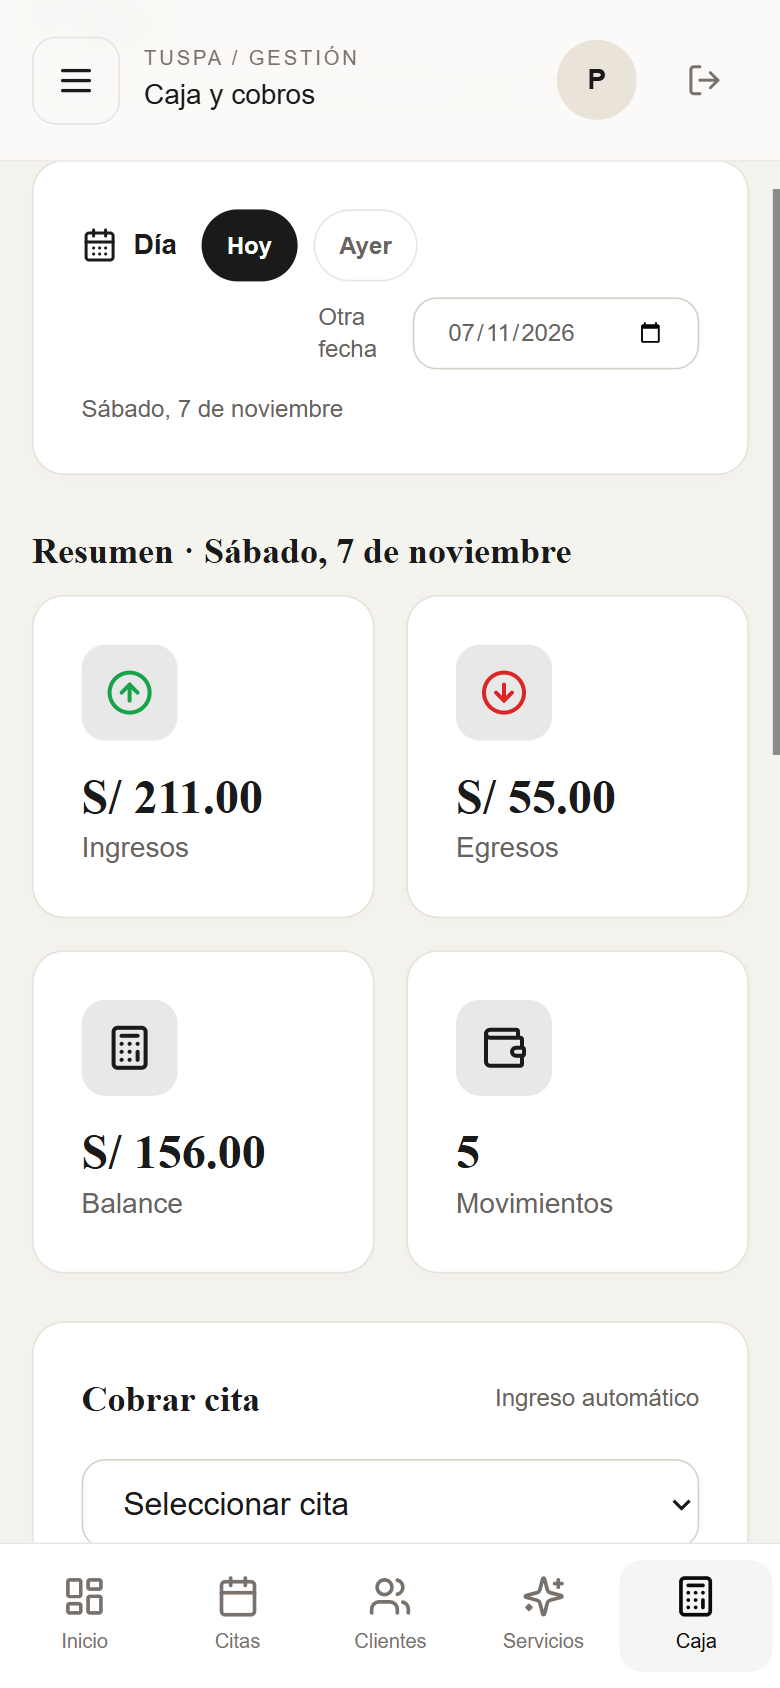 TUSPA / GESTIÓN
Caja y cobros
P
Día
Hoy
Ayer
Otra
fecha
07/11/2026
Sábado, 7 de noviembre
Resumen · Sábado, 7 de noviembre
S/ 211.00
Ingresos
S/ 55.00
Egresos
S/ 156.00
Balance
5
Movimientos
Cobrar cita
Ingreso automático
Seleccionar cita
Inicio
Citas
Clientes
Servicios
Caja